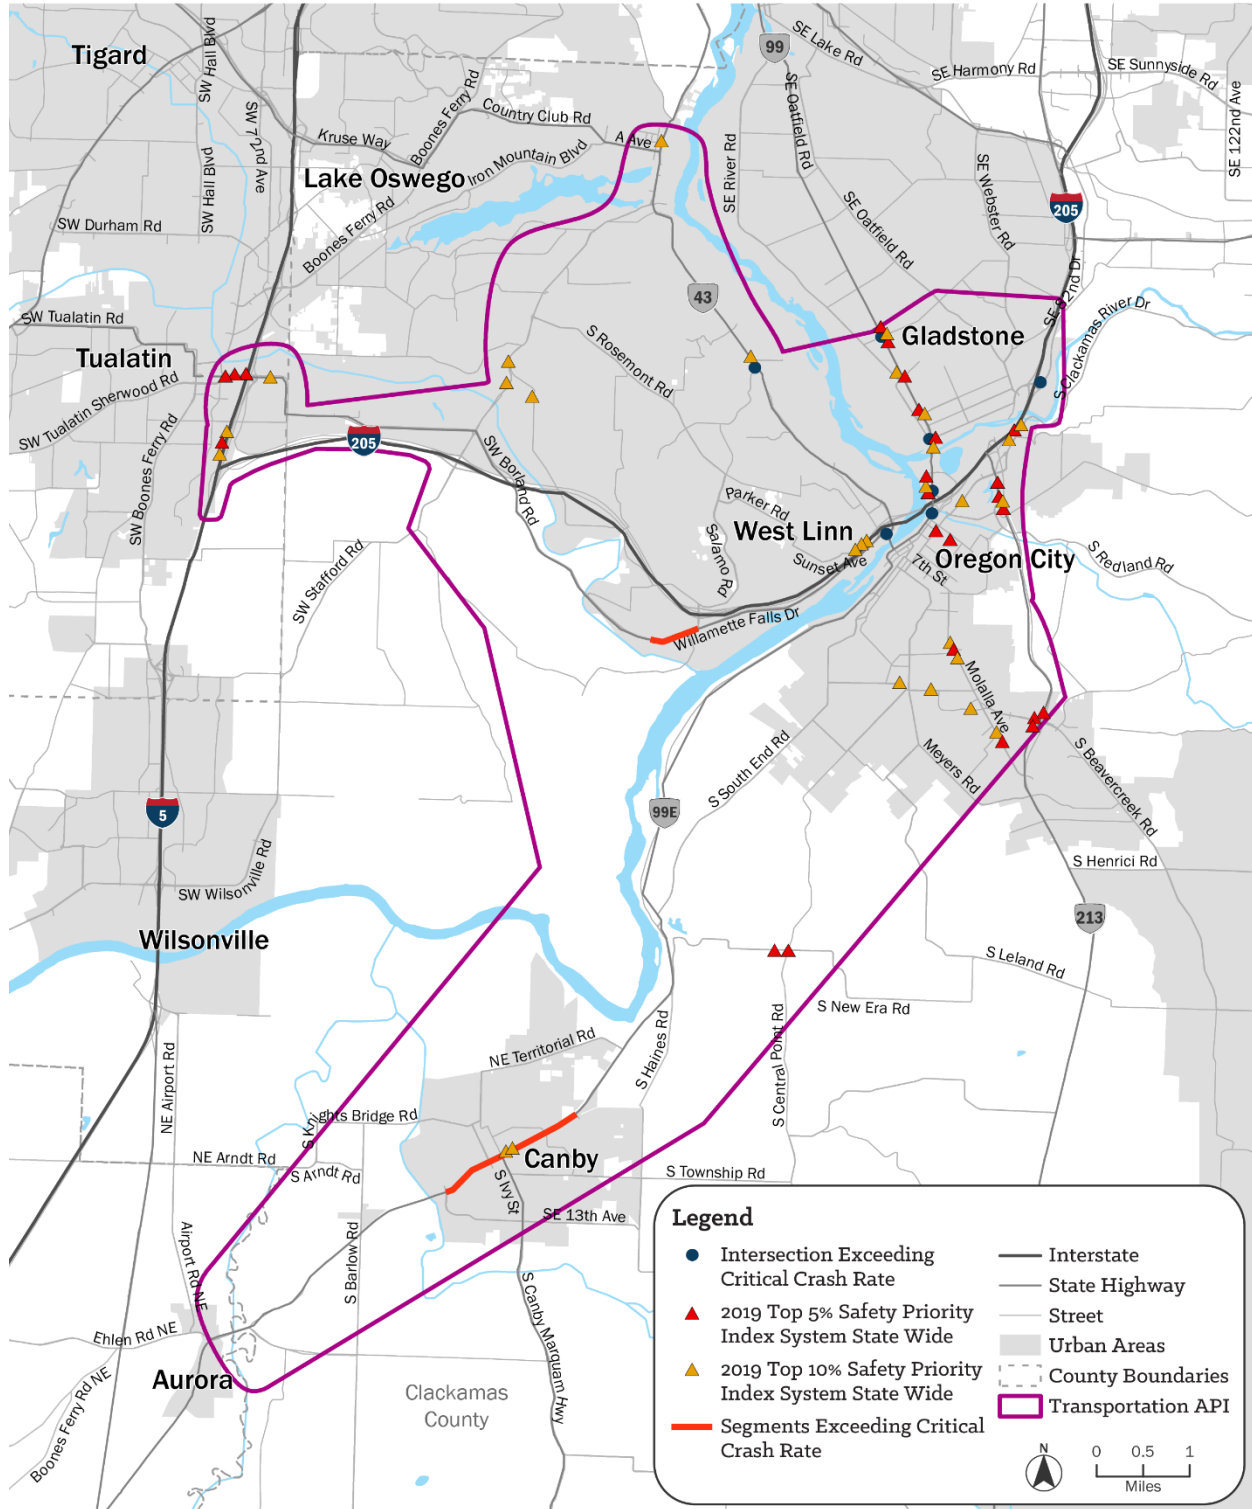 Tigard
SW Hall Blvd
SW 72nd Ave
Boones Ferry Rd
Country Club Rd
A Ave
Kruse Way
Iron Mountain Blvd
Lake Oswego
SW Hall Blvd
SW Durham Rd
Boones Ferry Rd
99
SE Lake Rd
SE Harmony Rd
SE Sunnyside Rd
SE 122nd Ave
SE Oatfield Rd
SE River Rd
SE Webster Rd
SE Oatfield Rd
205
SE 82nd Dr
43
S Clackamas River Dr
SW Tualatin Rd
Tualatin
SW Tualatin Sherwood Rd
SW Boones Ferry Rd
205
S Rosemont Rd
Gladstone
SW Borland Rd
Parker Rd
West Linn
Salamo Rd
Sunset Ave
7th St
Oregon City
S Redland Rd
SW Stafford Rd
Willamette Falls Dr
Molalla Ave
Meyers Rd
S Beavercreek Rd
S South End Rd
99E
5
SW Wilsonville Rd
S Henrici Rd
213
Wilsonville
S Leland Rd
S New Era Rd
S Central Point Rd
NE Territorial Rd
S Haines Rd
NE Airport Rd
S Knights Bridge Rd
NE Arndt Rd
S Arndt Rd
Canby
S Township Rd
S Ivy St
SE 13th Ave
S Barlow Rd
Airport Rd NE
S Canby Marquam Hwy
Ehlen Rd NE
Aurora
Boones Ferry Rd NE
Clackamas
County
Legend
Intersection Exceeding
Critical Crash Rate
2019 Top 5% Safety Priority
Index System State Wide
2019 Top 10% Safety Priority
Index System State Wide
Segments Exceeding Critical
Crash Rate
Interstate
State Highway
Street
Urban Areas
County Boundaries
Transportation API
N
0 0.5 1
Miles